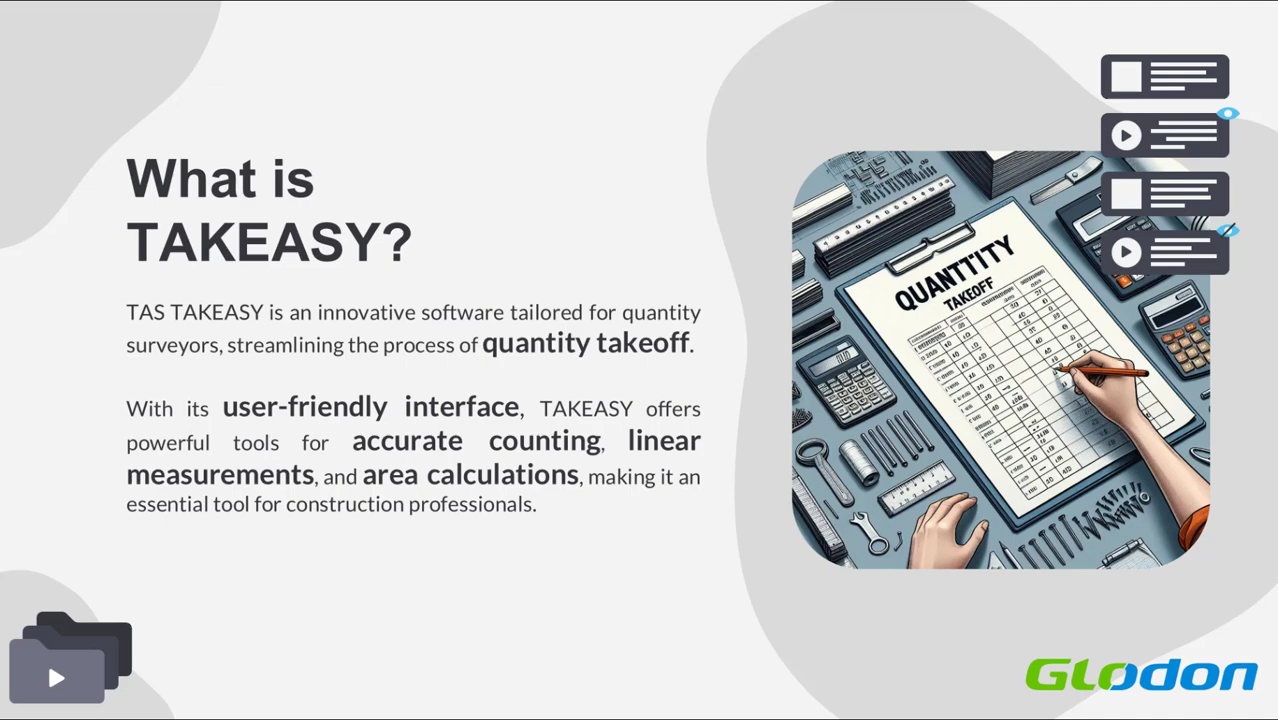 What is
TAKEASY?
TAS TAKEASY is an innovative software tailored for quantity
surveyors, streamlining the process of quantity takeoff.
With its user-friendly interface, TAKEASY offers
powerful tools for accurate counting, linear
measurements, and area calculations, making it an
essential tool for construction professionals.
QUANTTITY
TAKEOFF
GLODON